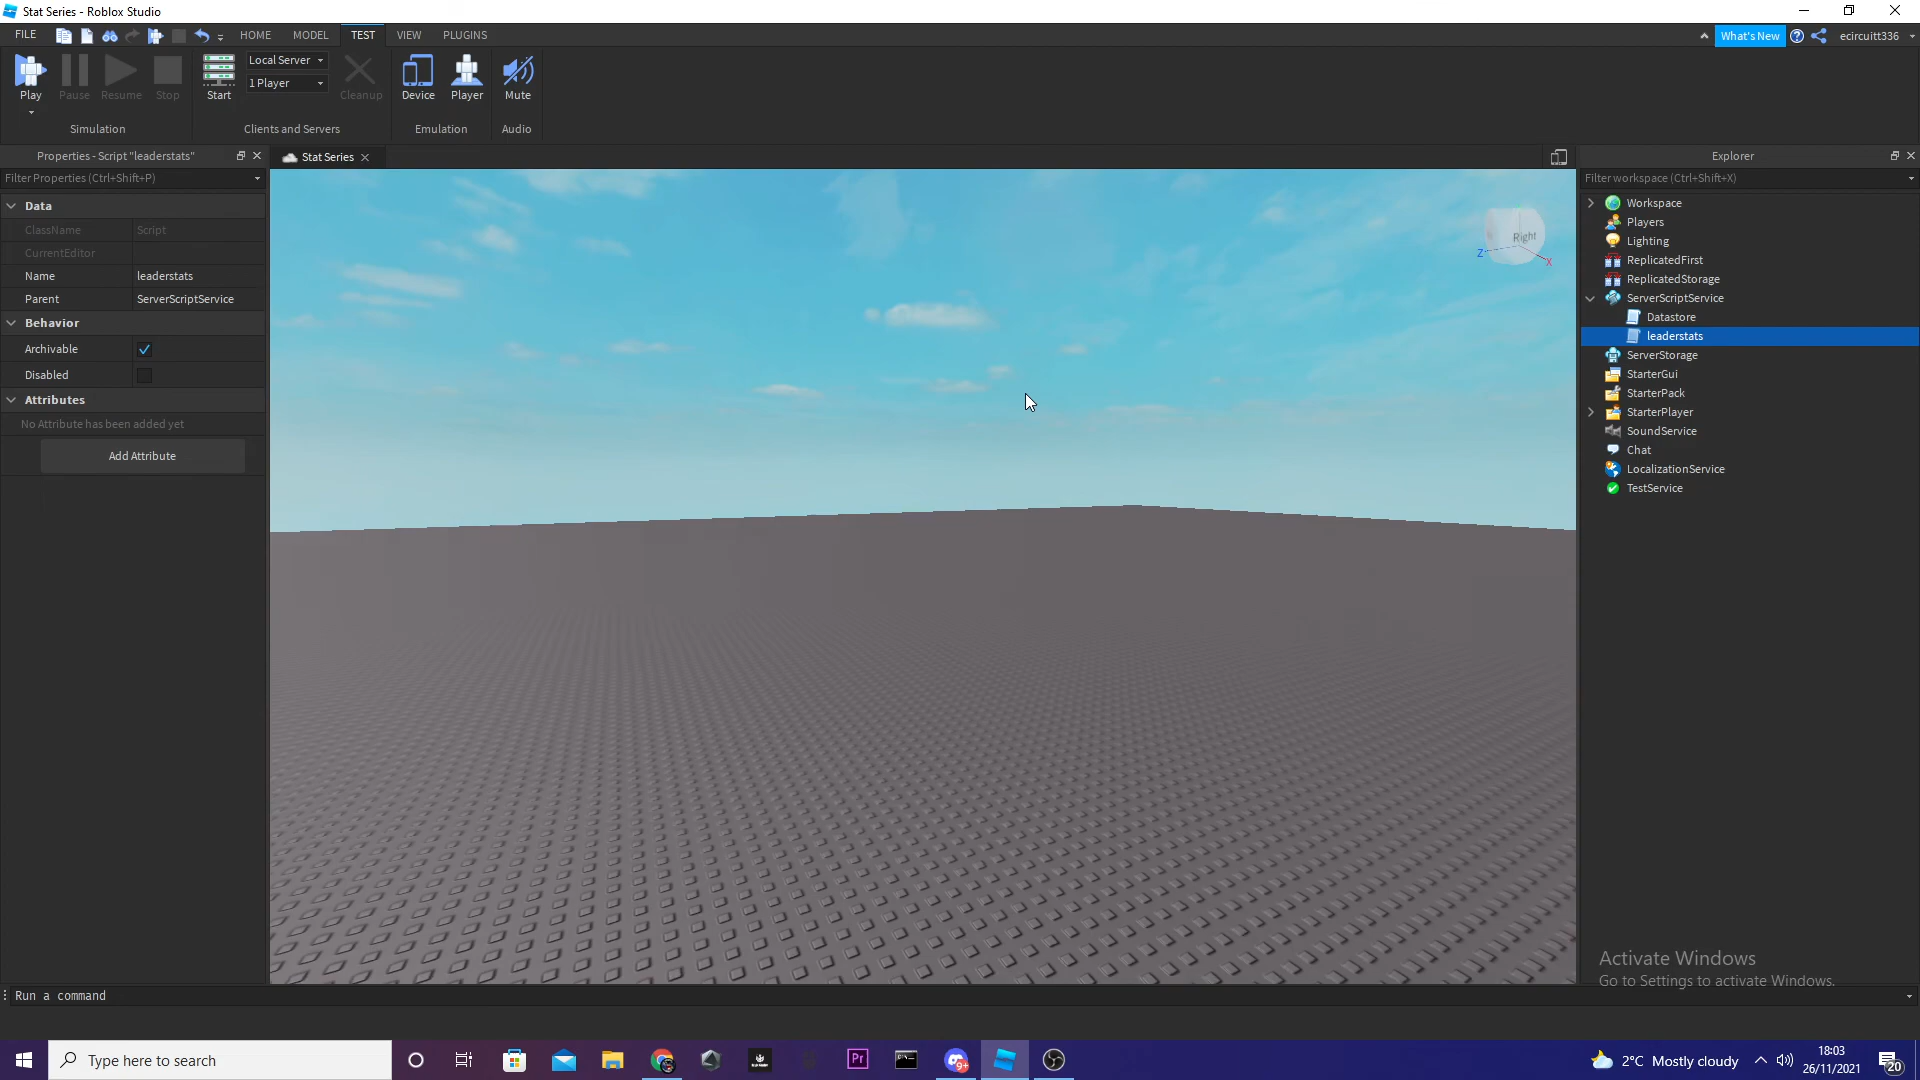 Stat Series - Roblox Studio
FILE
HOME
MODEL
TEST
VIEW
PLUGINS
What's New
ecircuitt336
Play
Pause
Resume
Stop
Simulation
Start
Local Server
1 Player
Cleanup
Clients and Servers
Device
Player
Emulation
Mute
Audio
Properties - Script "leaderstats"
Filter Properties (Ctrl+Shift+P)
Data
ClassName Script
CurrentEditor
Name leaderstats
Parent ServerScriptService
Behavior
Archivable
Disabled
Attributes
No Attribute has been added yet
Add Attribute
Stat Series
Right
Z
X
Explorer
Filter workspace (Ctrl+Shift+X)
Workspace
Players
Lighting
ReplicatedFirst
ReplicatedStorage
ServerScriptService
Datastore
leaderstats
ServerStorage
StarterGui
StarterPack
StarterPlayer
SoundService
Chat
LocalizationService
TestService
Activate Windows
Go to Settings to activate Windows.
Run a command
Type here to search
Pr
9+
2°C Mostly cloudy
18:03
26/11/2021
20